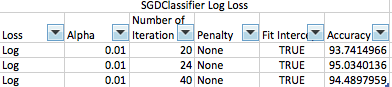 SGDClassifier Log Loss
Loss Alpha Number of Iteration Penalty Fit Interce Accuracy
Log 0.01 20 None TRUE 93.7414966
Log 0.01 24 None TRUE 95.0340136
Log 0.01 40 None TRUE 94.4897959